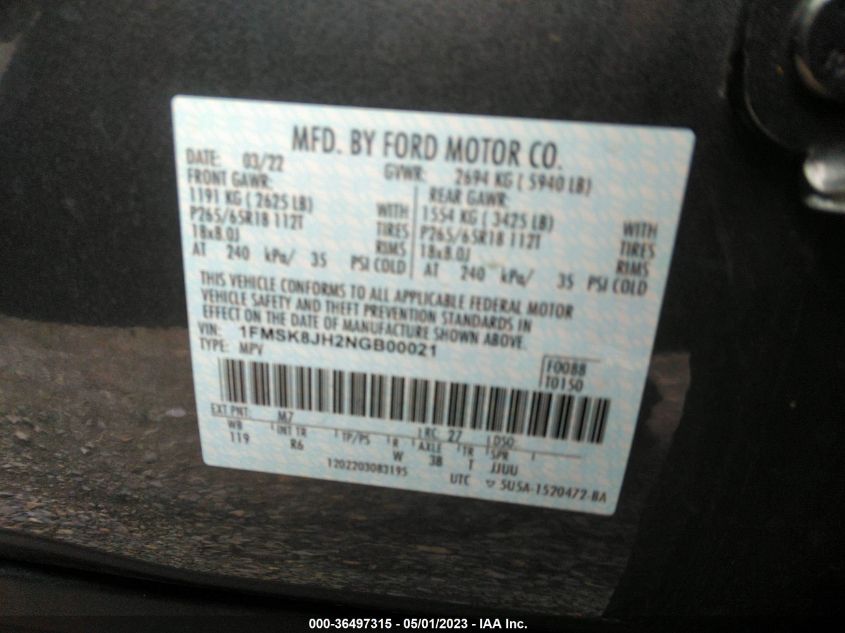 MFD. BY FORD MOTOR CO.
DATE: 03/22 GVWR: 2694 KG ( 5940 LB)
FRONT GAWR: REAR GAWR:
1191 KG ( 2625 LB) WITH 1554 KG ( 3425 LB) WITH
P265/65R18 112T TIRES P265/65R18 112T TIRES
18x8.0J RIMS 18x8.0J RIMS
AT 240 kPa/ 35 PSI COLD AT 240 kPa/ 35 PSI COLD
THIS VEHICLE CONFORMS TO ALL APPLICABLE FEDERAL MOTOR
VEHICLE SAFETY AND THEFT PREVENTION STANDARDS IN
EFFECT ON THE DATE OF MANUFACTURE SHOWN ABOVE.
VIN: 1FMSK8JH2NGB00021
TYPE: MPV
F0088
T0150
EXT PNT: M7 RC 27 DSO:
WB INT TR TP/PS R AXLE TR SPR
119 R6 W 38 T JJUU
1202203083195 UTC 5U5A-1520472-BA
000-36497315 / 05/01/2023 - IAA Inc.